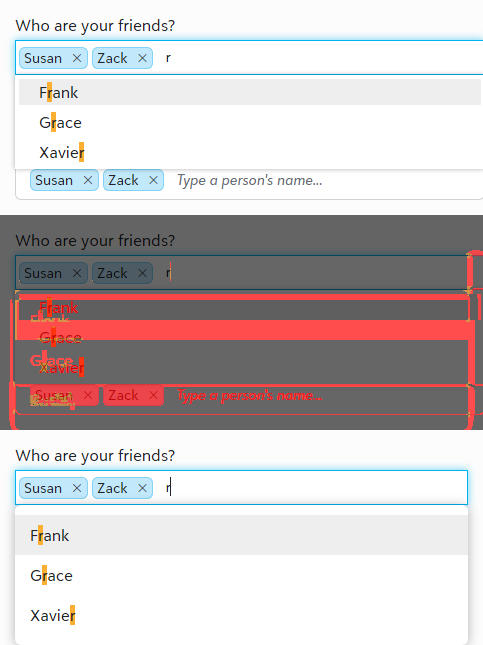 Who are your friends?
Susan × Zack × r
Frank
Grace
Xavier
Susan × Zack × Type a person's name...
Who are your friends?
Susan × Zack × r
Frank
Grace
Grace
Xavier
Susan × Zack × Type a person's name...
Who are your friends?
Susan × Zack × r
Frank
Grace
Xavier